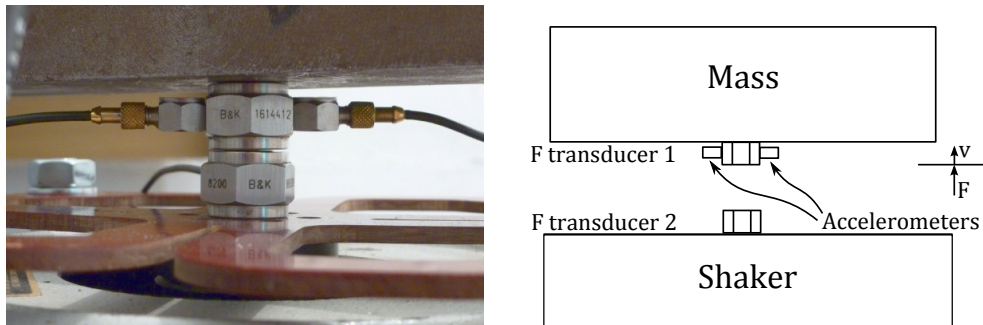 B&K 1614412
8200 B&K
Mass
F transducer 1
v
F
F transducer 2
Accelerometers
Shaker